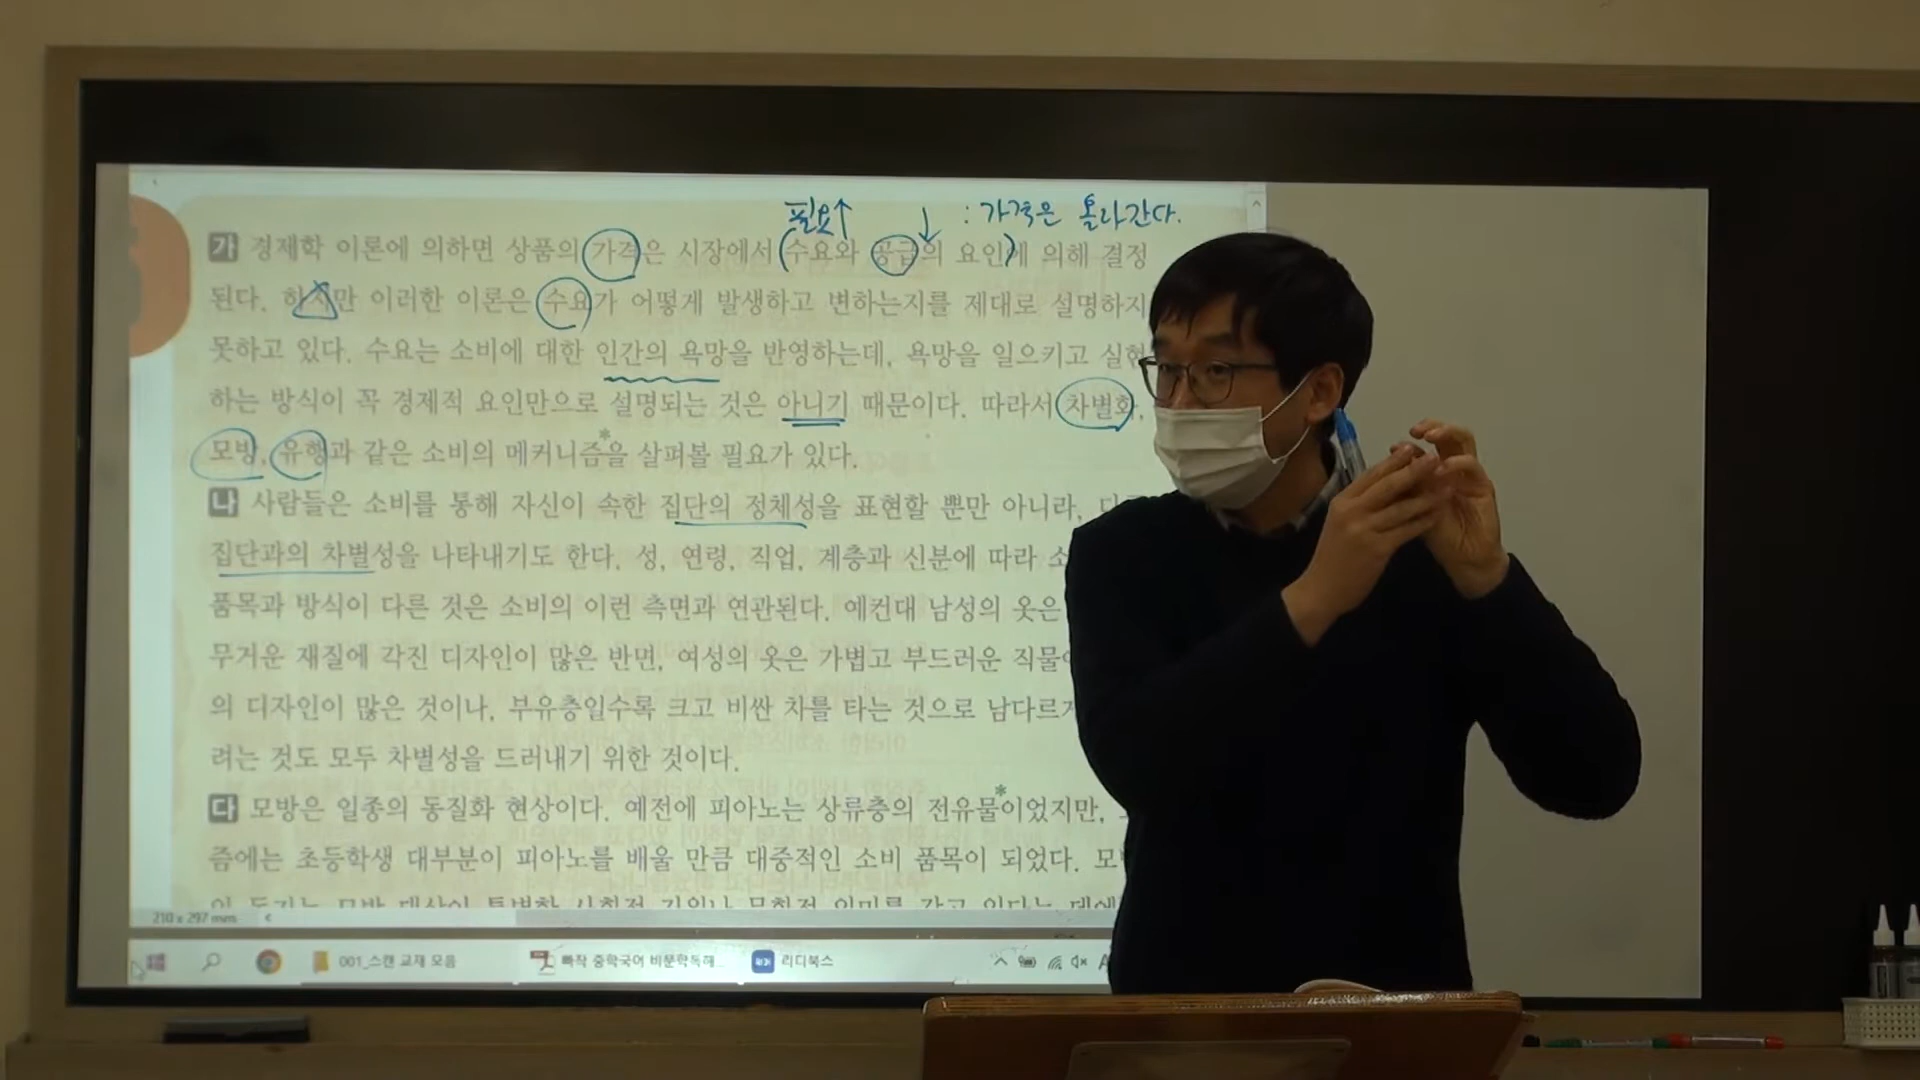 필요↑ ↓ : 가격은 올라간다.
가 경제학 이론에 의하면 상품의 가격은 시장에서 (수요와 공급의 요인)에 의해 결정
된다. 하지만 이러한 이론은 수요가 어떻게 발생하고 변하는지를 제대로 설명하지
못하고 있다. 수요는 소비에 대한 인간의 욕망을 반영하는데, 욕망을 일으키고 실현
하는 방식이 꼭 경제적 요인만으로 설명되는 것은 아니기 때문이다. 따라서 차별화,
모방, 유행과 같은 소비의 메커니즘*을 살펴볼 필요가 있다.
나 사람들은 소비를 통해 자신이 속한 집단의 정체성을 표현할 뿐만 아니라,
집단과의 차별성을 나타내기도 한다. 성, 연령, 직업, 계층과 신분에 따라
품목과 방식이 다른 것은 소비의 이런 측면과 연관된다. 예컨대 남성의 옷은
무거운 재질에 각진 디자인이 많은 반면, 여성의 옷은 가볍고 부드러운
의 디자인이 많은 것이나, 부유층일수록 크고 비싼 차를 타는 것으로
려는 것도 모두 차별성을 드러내기 위한 것이다.
다 모방은 일종의 동질화 현상이다. 예전에 피아노는 상류층의 전유물*이었지만,
즘에는 초등학생 대부분이 피아노를 배울 만큼 대중적인 소비 품목이 되었다.
210 x 297 mm
001_스캔 교재 모음 빠작 중학국어 비문학독해... 리디북스